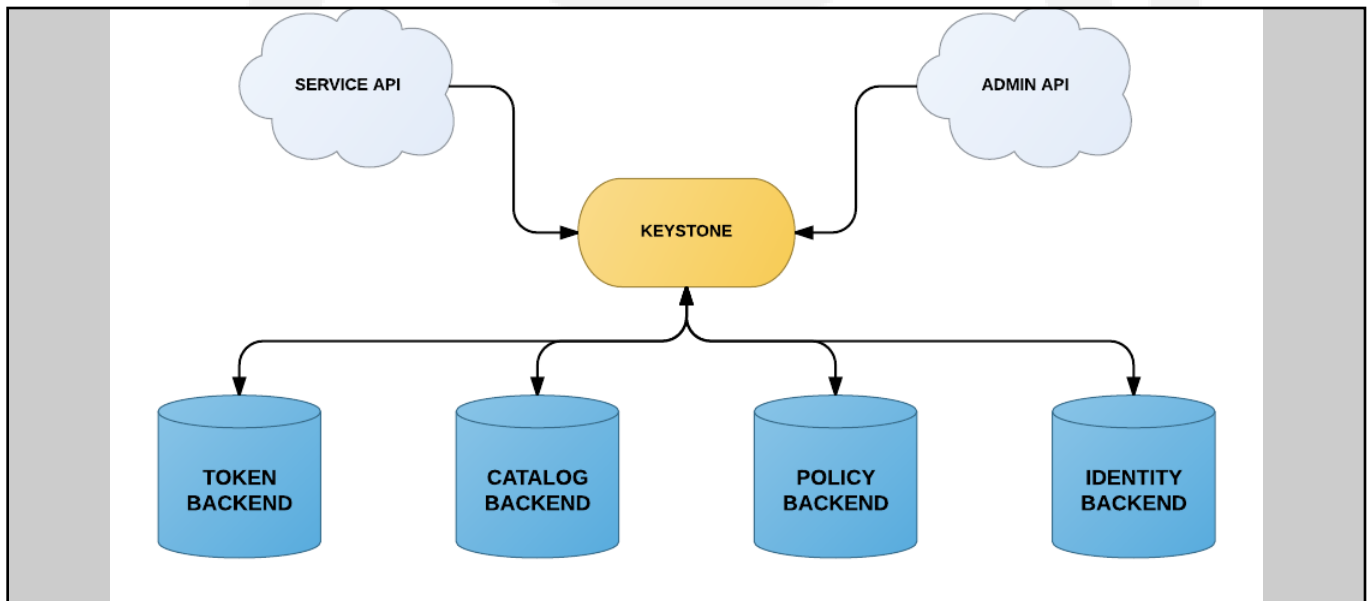 SERVICE API
ADMIN API
KEYSTONE
TOKEN
BACKEND
CATALOG
BACKEND
POLICY
BACKEND
IDENTITY
BACKEND